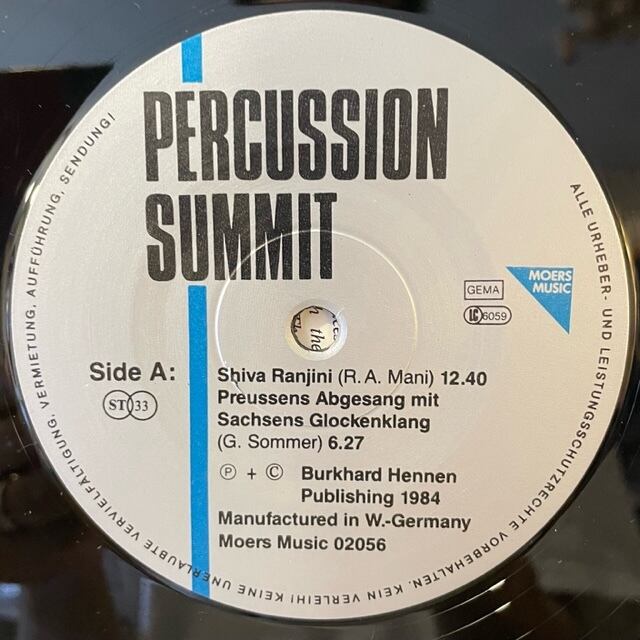 PERCUSSION
SUMMIT
GEMA
LC 6059
MOERS
MUSIC
Side A:
ST 33
Shiva Ranjini (R. A. Mani) 12.40
Preussens Abgesang mit
Sachsens Glockenklang
(G. Sommer) 6.27
Ⓟ + © Burkhard Hennen
Publishing 1984
Manufactured in W.-Germany
Moers Music 02056
ALLE URHEBER- UND LEISTUNGSSCHUTZRECHTE VORBEHALTEN. KEIN VERLEIH! KEINE UNERLAUBTE VERVIELFÄLTIGUNG, VERMIETUNG, AUFFÜHRUNG, SENDUNG!
the